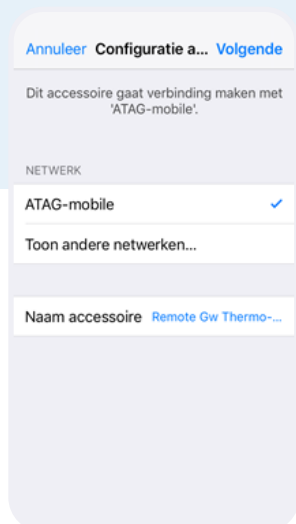 Annuleer Configuratie a... Volgende
Dit accessoire gaat verbinding maken met
'ATAG-mobile'.
NETWERK
ATAG-mobile
Toon andere netwerken...
Naam accessoire Remote Gw Thermo-...